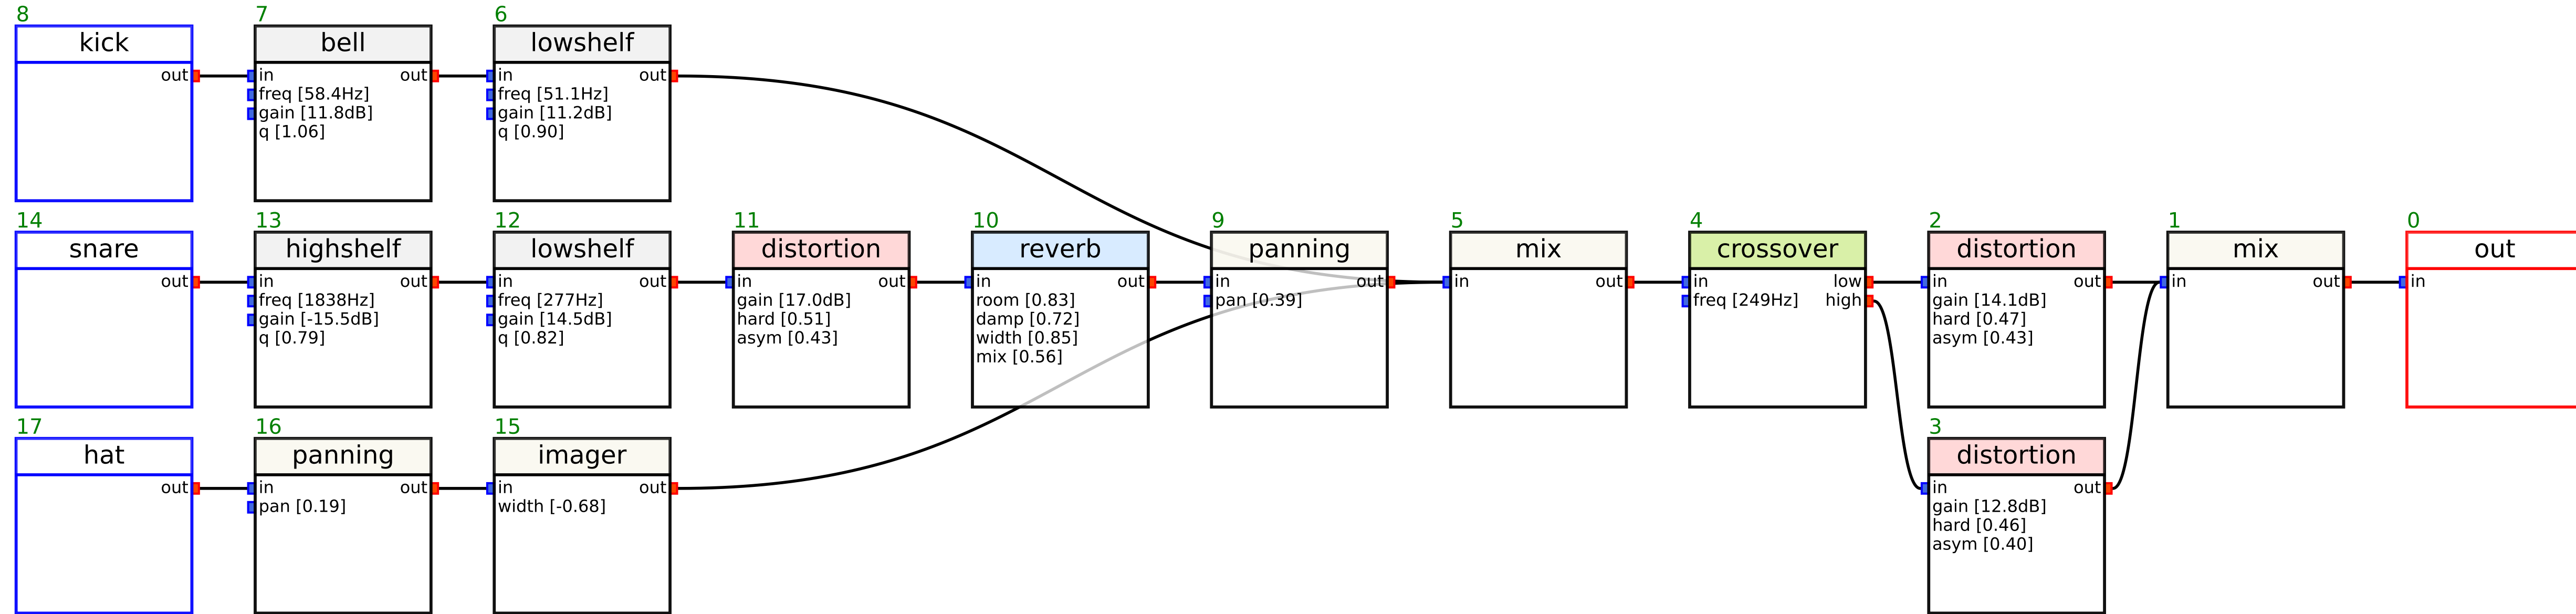 8
kick
out
7
bell
in out
freq [58.4Hz]
gain [11.8dB]
q [1.06]
6
lowshelf
in out
freq [51.1Hz]
gain [11.2dB]
q [0.90]
14
snare
out
13
highshelf
in out
freq [1838Hz]
gain [-15.5dB]
q [0.79]
12
lowshelf
in out
freq [277Hz]
gain [14.5dB]
q [0.82]
11
distortion
in out
gain [17.0dB]
hard [0.51]
asym [0.43]
10
reverb
in out
room [0.83]
damp [0.72]
width [0.85]
mix [0.56]
9
panning
in out
pan [0.39]
5
mix
in out
4
crossover
in low
freq [249Hz] high
2
distortion
in out
gain [14.1dB]
hard [0.47]
asym [0.43]
1
mix
in out
0
out
in
17
hat
out
16
panning
in out
pan [0.19]
15
imager
in out
width [-0.68]
3
distortion
in out
gain [12.8dB]
hard [0.46]
asym [0.40]